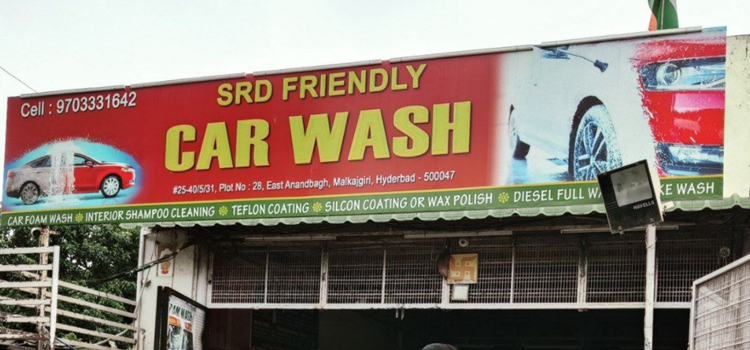 Cell : 9703331642
SRD FRIENDLY
CAR WASH
#25-40/5/31, Plot No : 28, East Anandbagh, Malkajgiri, Hyderbad - 500047
CAR FOAM WASH ❋ INTERIOR SHAMPOO CLEANING ❋ TEFLON COATING ❋ SILCON COATING OR WAX POLISH ❋ DIESEL FULL WA KE WASH
HAVELLS